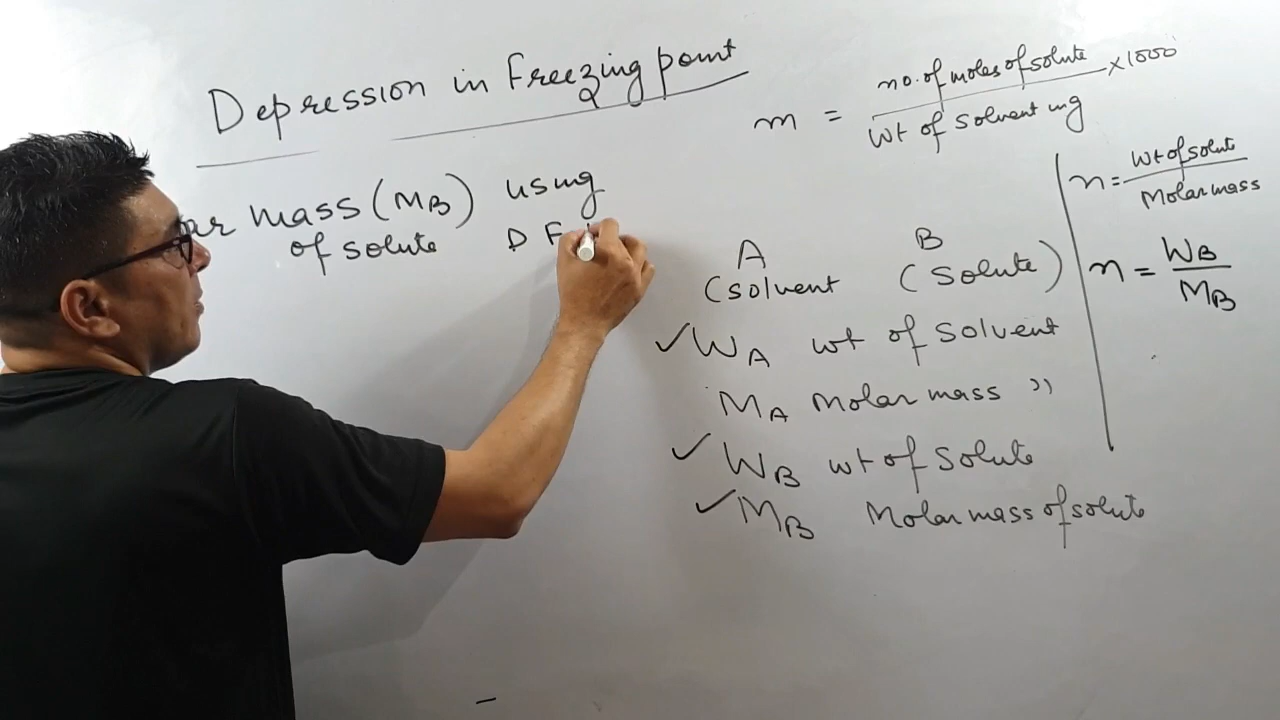 Depression in Freezing point
m = no. of moles of solute × 1000
wt of solvent in g
ar mass (MB) using
of solute D F
A B
(solvent (Solute)
✓ WA wt of Solvent
MA Molar mass ''
✓ WB wt of Solute
✓ MB Molar mass of solute
n = wt of solute
Molar mass
n = WB
MB